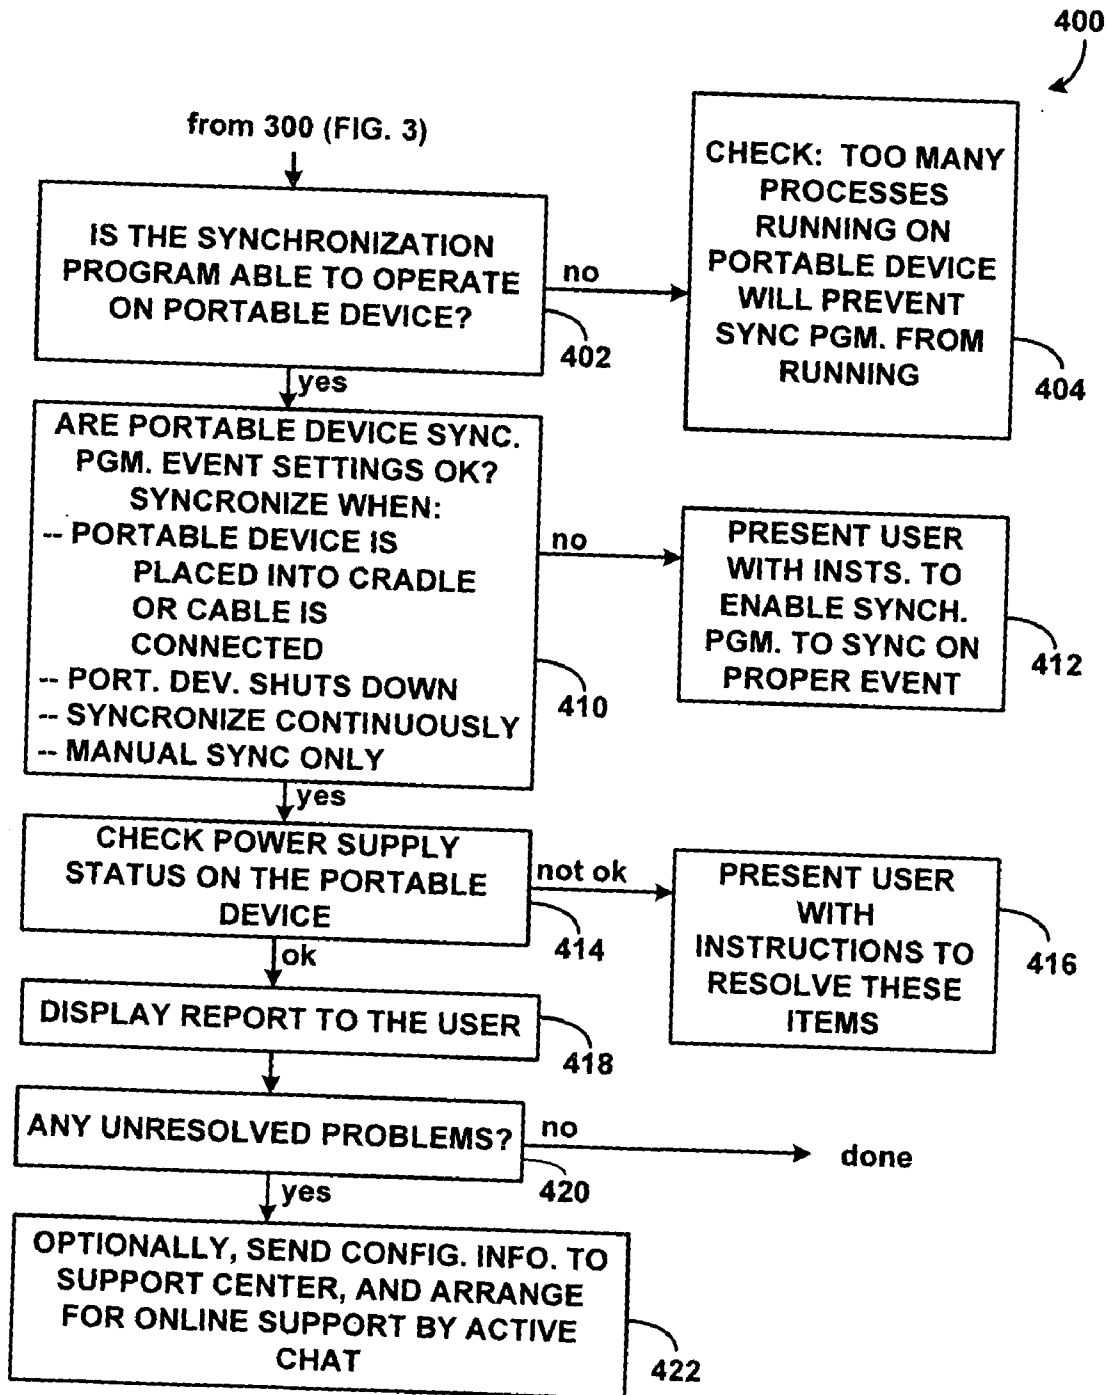 400
from 300 (FIG. 3)
IS THE SYNCHRONIZATION
PROGRAM ABLE TO OPERATE
ON PORTABLE DEVICE?
402
no
CHECK: TOO MANY
PROCESSES
RUNNING ON
PORTABLE DEVICE
WILL PREVENT
SYNC PGM. FROM
RUNNING
404
yes
ARE PORTABLE DEVICE SYNC.
PGM. EVENT SETTINGS OK?
SYNCRONIZE WHEN:
-- PORTABLE DEVICE IS
PLACED INTO CRADLE
OR CABLE IS
CONNECTED
-- PORT. DEV. SHUTS DOWN
-- SYNCRONIZE CONTINUOUSLY
-- MANUAL SYNC ONLY
410
no
PRESENT USER
WITH INSTS. TO
ENABLE SYNCH.
PGM. TO SYNC ON
PROPER EVENT
412
yes
CHECK POWER SUPPLY
STATUS ON THE PORTABLE
DEVICE
414
not ok
PRESENT USER
WITH
INSTRUCTIONS TO
RESOLVE THESE
ITEMS
416
ok
DISPLAY REPORT TO THE USER
418
ANY UNRESOLVED PROBLEMS?
420
no
done
yes
OPTIONALLY, SEND CONFIG. INFO. TO
SUPPORT CENTER, AND ARRANGE
FOR ONLINE SUPPORT BY ACTIVE
CHAT
422